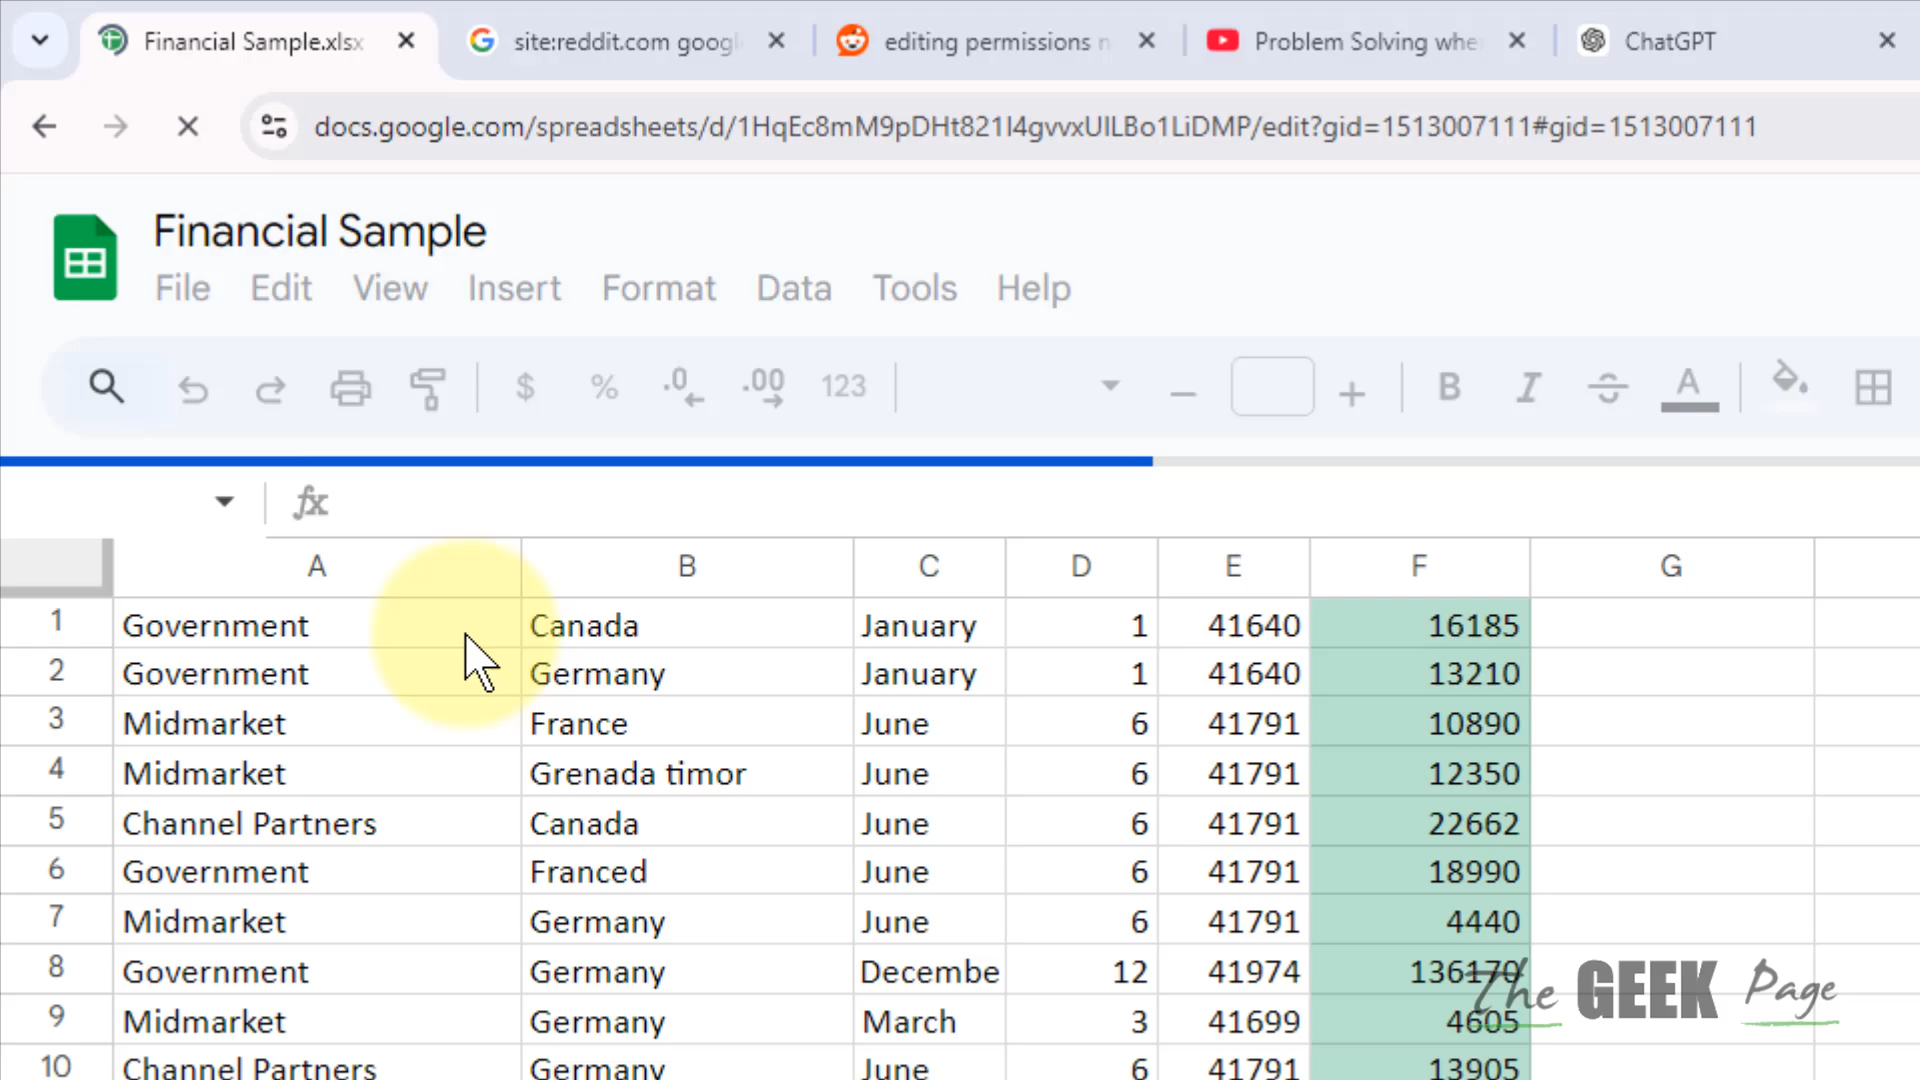 Financial Sample.xlsx
site:reddit.com googl
editing permissions n
Problem Solving whe
ChatGPT
docs.google.com/spreadsheets/d/1HqEc8mM9pDHt821I4gvvxUILBo1LiDMP/edit?gid=1513007111#gid=1513007111
Financial Sample
File Edit View Insert Format Data Tools Help
$ % .0 .00 123 B I S A
fx
A B C D E F G
1 Government Canada January 1 41640 16185
2 Government Germany January 1 41640 13210
3 Midmarket France June 6 41791 10890
4 Midmarket Grenada timor June 6 41791 12350
5 Channel Partners Canada June 6 41791 22662
6 Government Franced June 6 41791 18990
7 Midmarket Germany June 6 41791 4440
8 Government Germany Decembe 12 41974 136170
9 Midmarket Germany March 3 41699 4605
10 Channel Partners Germany June 6 41791 13905
The GEEK Page